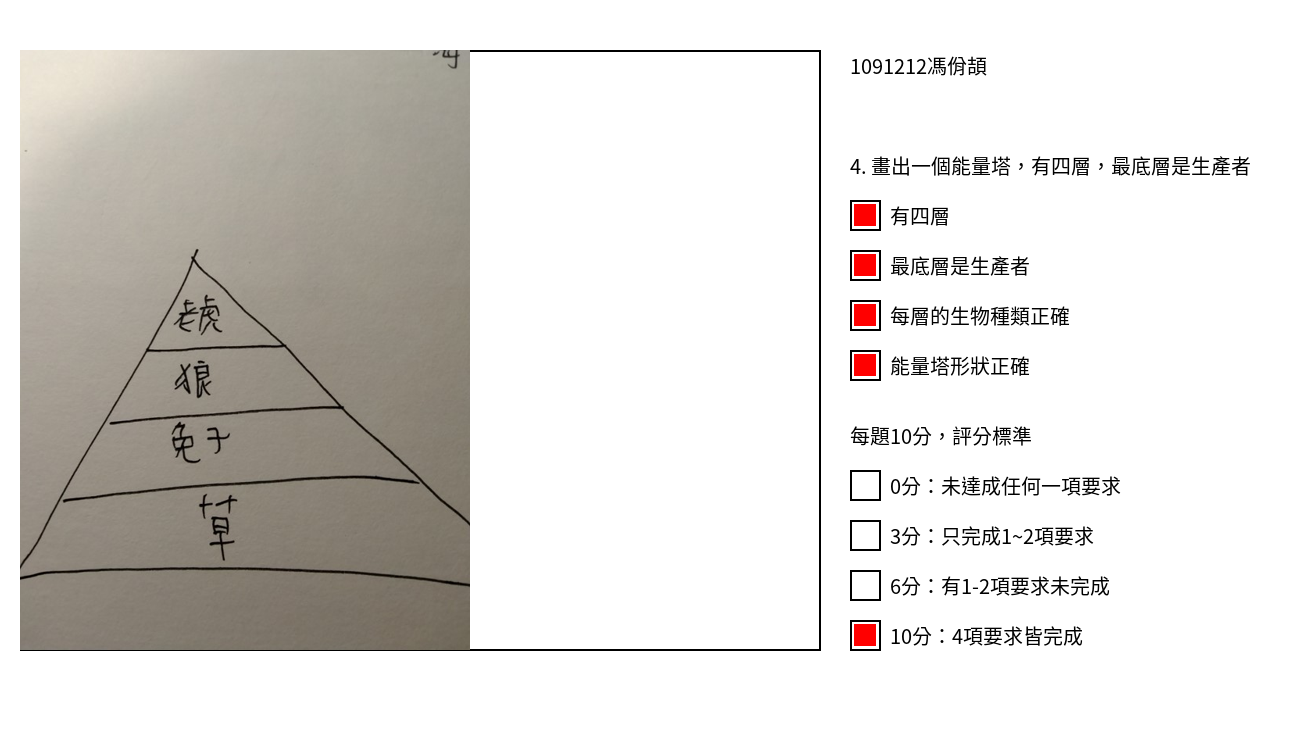 老虎
狼
兔子
草
1091212馮佾頡
4. 畫出一個能量塔，有四層，最底層是生產者
有四層
最底層是生產者
每層的生物種類正確
能量塔形狀正確
每題10分，評分標準
0分：未達成任何一項要求
3分：只完成1~2項要求
6分：有1-2項要求未完成
10分：4項要求皆完成